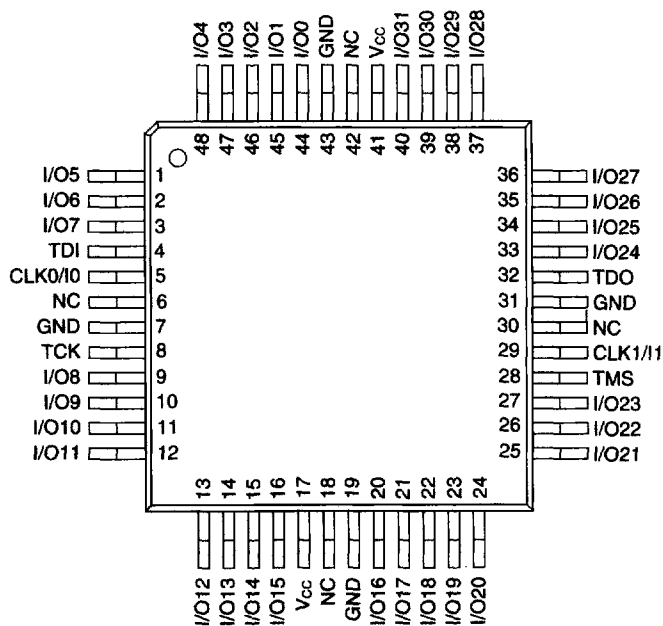 I/O4 I/O3 I/O2 I/O1 I/O0 GND NC Vcc I/O31 I/O30 I/O29 I/O28
48 47 46 45 44 43 42 41 40 39 38 37
I/O5 1 36 I/O27
I/O6 2 35 I/O26
I/O7 3 34 I/O25
TDI 4 33 I/O24
CLK0/I0 5 32 TDO
NC 6 31 GND
GND 7 30 NC
TCK 8 29 CLK1/I1
I/O8 9 28 TMS
I/O9 10 27 I/O23
I/O10 11 26 I/O22
I/O11 12 25 I/O21
13 14 15 16 17 18 19 20 21 22 23 24
I/O12 I/O13 I/O14 I/O15 Vcc NC GND I/O16 I/O17 I/O18 I/O19 I/O20